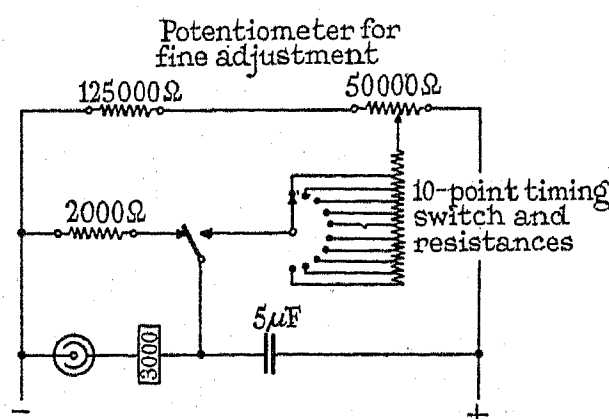 Potentiometer for
fine adjustment
125000Ω
50000Ω
2000Ω
10-point timing
switch and
resistances
5μF
3000
-
+